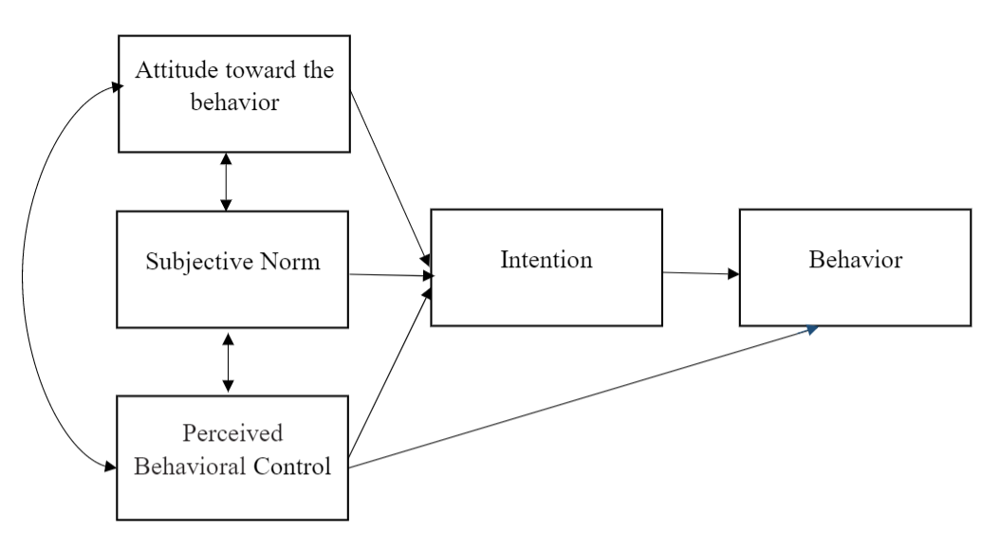 Attitude toward the
behavior
Subjective Norm
Intention
Behavior
Perceived
Behavioral Control